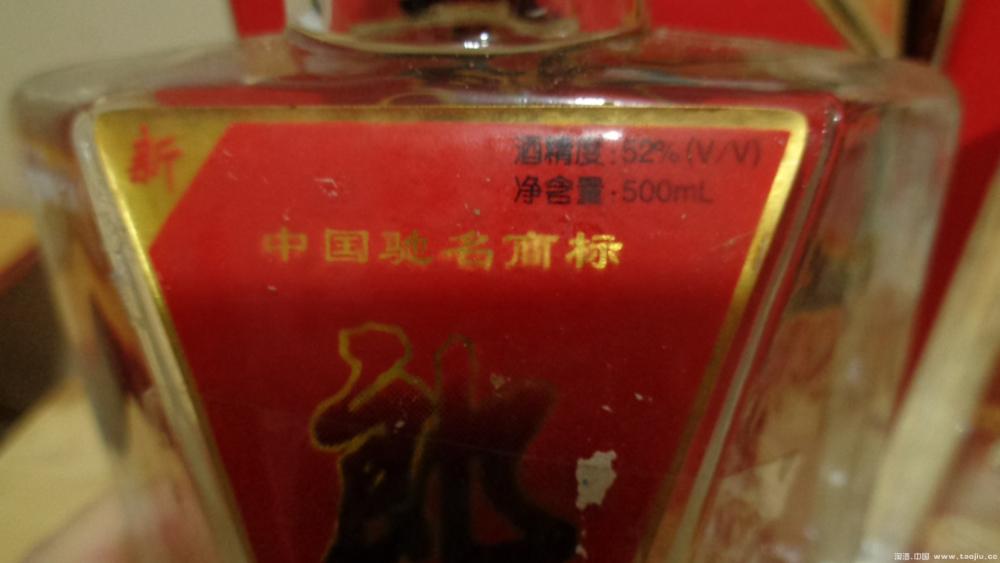 新
酒精度:52%(V/V)
净含量·500mL
中国驰名商标
淘酒.中国 www.taojiu.cc